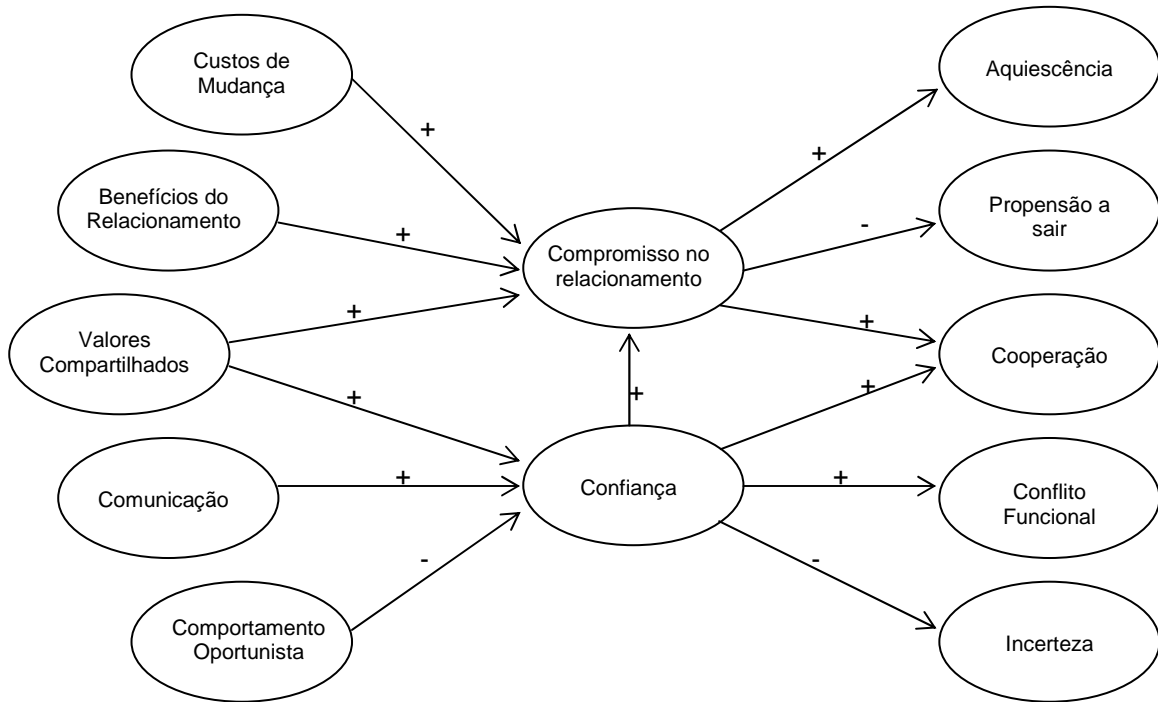 Custos de
Mudança
Benefícios do
Relacionamento
Valores
Compartilhados
Comunicação
Comportamento
Oportunista
+
+
+
+
+
-
Compromisso no
relacionamento
+
Confiança
+
-
+
+
+
-
Aquiescência
Propensão a
sair
Cooperação
Conflito
Funcional
Incerteza